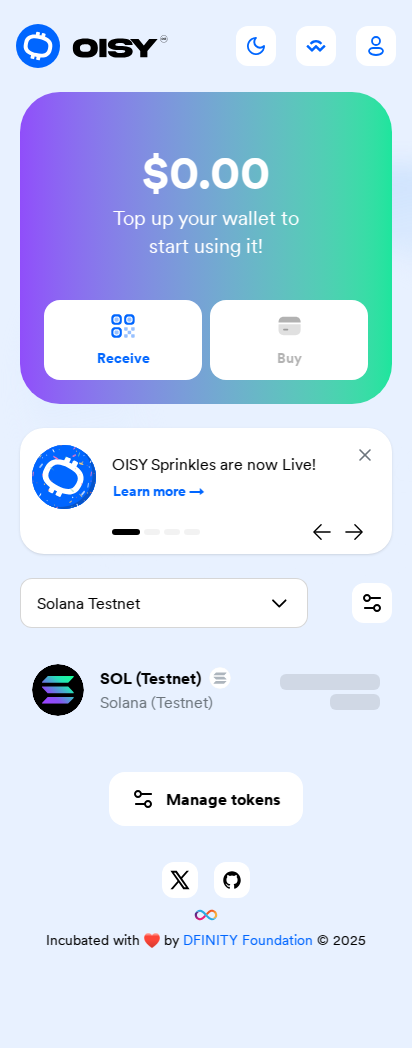 OISY
$0.00
Top up your wallet to
start using it!
Receive
Buy
OISY Sprinkles are now Live!
Learn more →
Solana Testnet
SOL (Testnet)
Solana (Testnet)
Manage tokens
Incubated with ❤️ by DFINITY Foundation © 2025